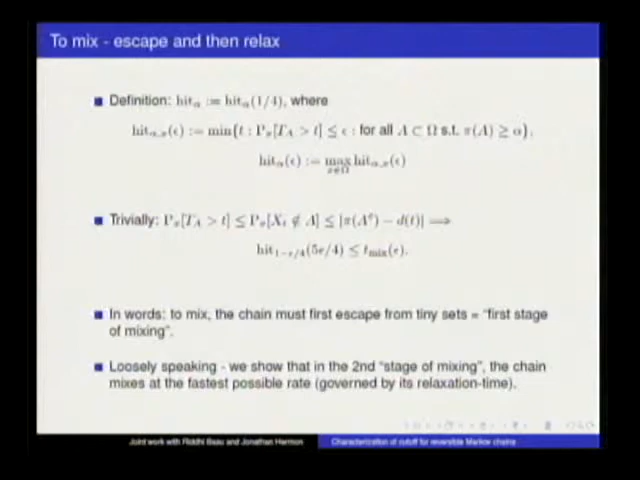 To mix - escape and then relax
Definition: hit_α := hit_α(1/4), where
hit_{α,x}(ϵ) := min{t : P_x[T_A > t] ≤ ϵ : for all A ⊂ Ω s.t. π(A) ≥ α},
hit_α(ϵ) := max_{x∈Ω} hit_{α,x}(ϵ)
Trivially: P_x[T_A > t] ≤ P_x[X_t ∉ A] ≤ |π(A^c) − d(t)| ⟹
hit_{1−ϵ/4}(5ϵ/4) ≤ t_mix(ϵ).
In words: to mix, the chain must first escape from tiny sets = "first stage
of mixing".
Loosely speaking - we show that in the 2nd "stage of mixing", the chain
mixes at the fastest possible rate (governed by its relaxation-time).
Joint work with Riddhi Basu and Jonathan Hermon
Characterization of cutoff for reversible Markov chains